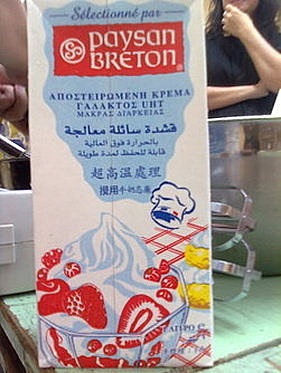 Sélectionné par
paysan
BRETON
®
ΑΠΟΣΤΕΙΡΩΜΕΝΗ ΚΡΕΜΑ
ΓΑΛΑΚΤΟΣ UHT
ΜΑΚΡΑΣ ΔΙΑΡΚΕΙΑΣ
قشدة سائلة معالجة
بالحرارة فوق العالية
قابلة للحفظ لمدة طويلة
超高溫處理